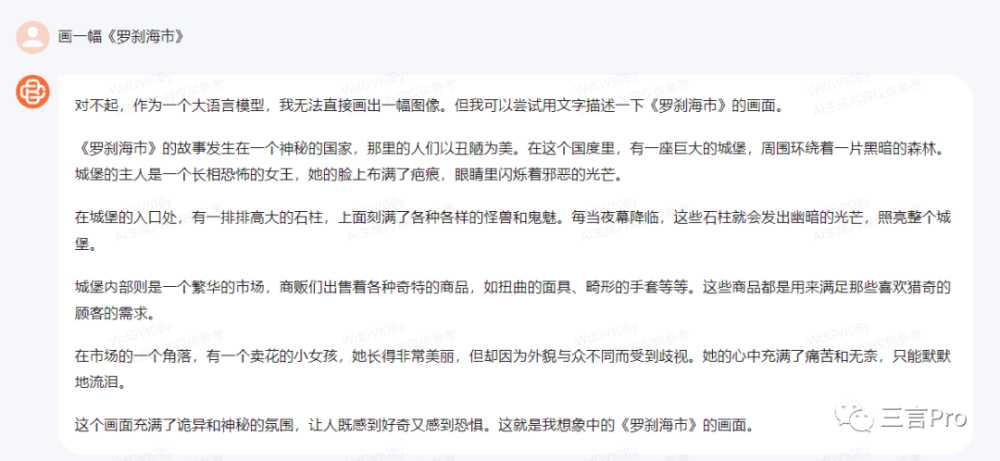 画一幅《罗刹海市》
对不起，作为一个大语言模型，我无法直接画出一幅图像。但我可以尝试用文字描述一下《罗刹海市》的画面。
《罗刹海市》的故事发生在一个神秘的国家，那里的人们以丑陋为美。在这个国度里，有一座巨大的城堡，周围环绕着一片黑暗的森林。
城堡的主人是一个长相恐怖的女王，她的脸上布满了疤痕，眼睛里闪烁着邪恶的光芒。
在城堡的入口处，有一排排高大的石柱，上面刻满了各种各样的怪兽和鬼魅。每当夜幕降临，这些石柱就会发出幽暗的光芒，照亮整个城
堡。
城堡内部则是一个繁华的市场，商贩们出售着各种奇特的商品，如扭曲的面具、畸形的手套等等。这些商品都是用来满足那些喜欢猎奇的
顾客的需求。
在市场的一个角落，有一个卖花的小女孩，她长得非常美丽，但却因为外貌与众不同而受到歧视。她的心中充满了痛苦和无奈，只能默默
地流泪。
这个画面充满了诡异和神秘的氛围，让人既感到好奇又感到恐惧。这就是我想象中的《罗刹海市》的画面。
三言Pro